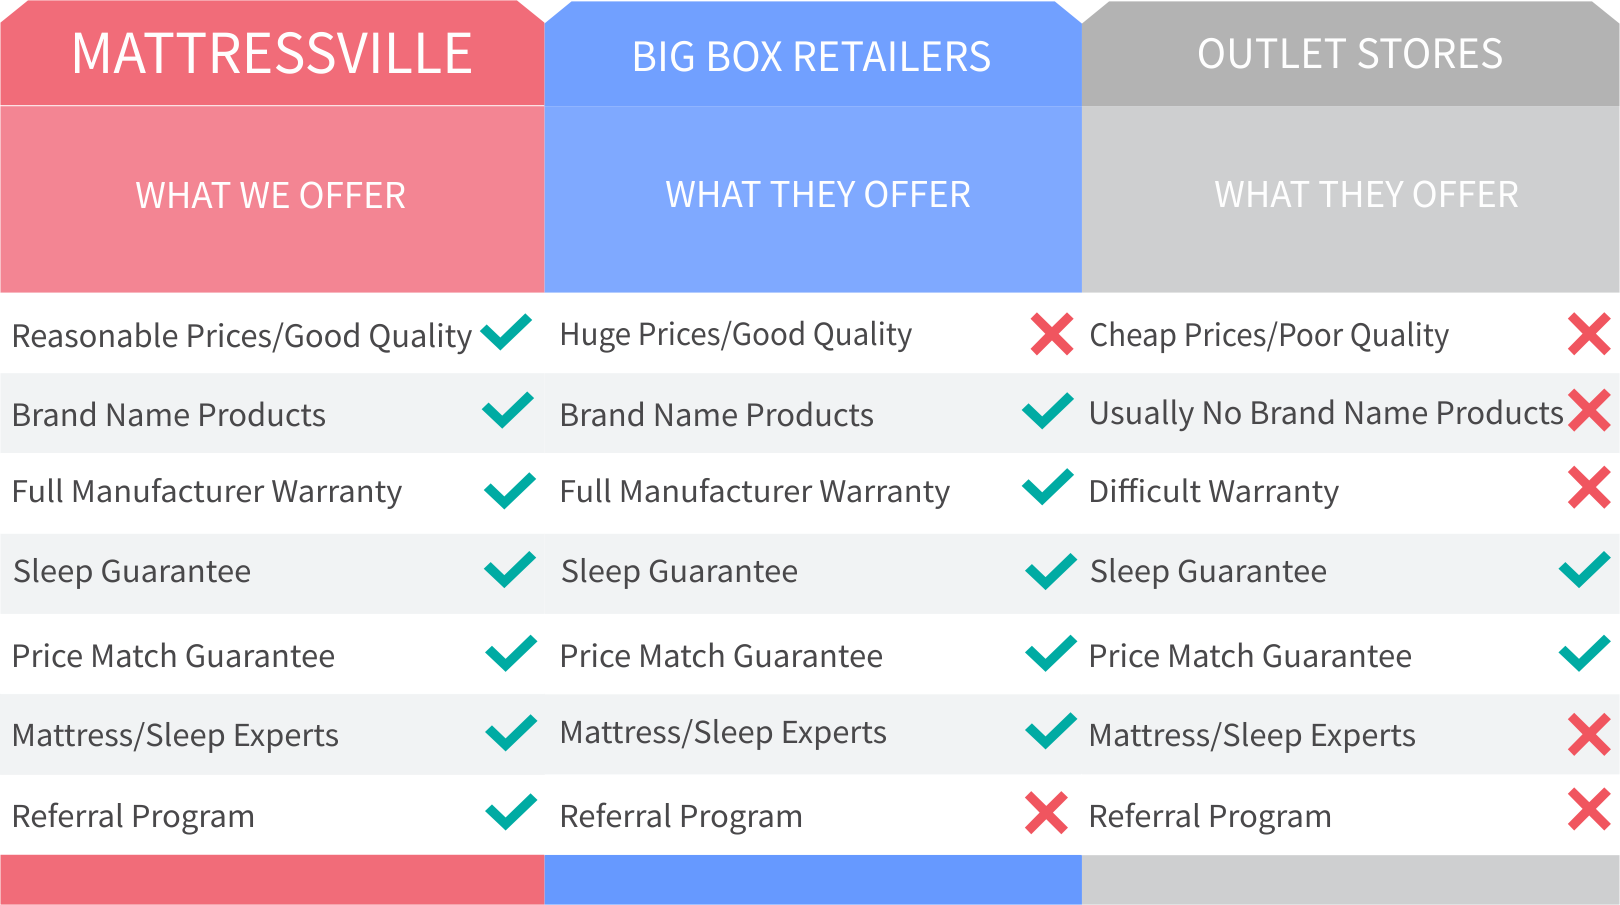 MATTRESSVILLE
BIG BOX RETAILERS
OUTLET STORES
WHAT WE OFFER
WHAT THEY OFFER
WHAT THEY OFFER
Reasonable Prices/Good Quality
Huge Prices/Good Quality
Cheap Prices/Poor Quality
Brand Name Products
Brand Name Products
Usually No Brand Name Products
Full Manufacturer Warranty
Full Manufacturer Warranty
Difficult Warranty
Sleep Guarantee
Sleep Guarantee
Sleep Guarantee
Price Match Guarantee
Price Match Guarantee
Price Match Guarantee
Mattress/Sleep Experts
Mattress/Sleep Experts
Mattress/Sleep Experts
Referral Program
Referral Program
Referral Program